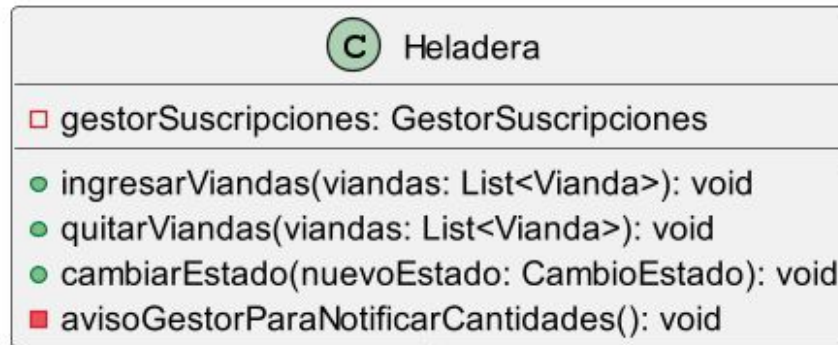 C Heladera
gestorSuscripciones: GestorSuscripciones
ingresarViandas(viandas: List<Vianda>): void
quitarViandas(viandas: List<Vianda>): void
cambiarEstado(nuevoEstado: CambioEstado): void
avisoGestorParaNotificarCantidades(): void